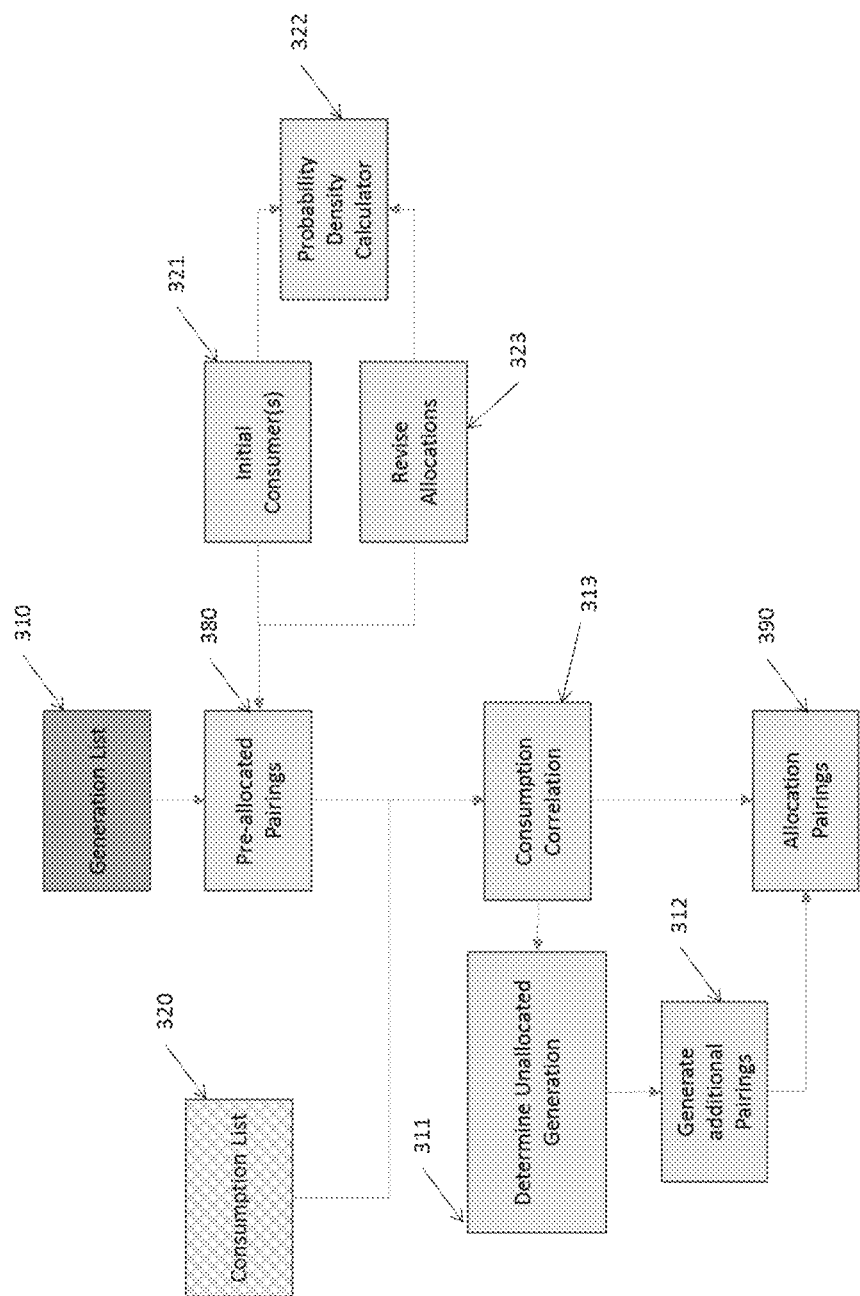 310
Generation List
320
Consumption List
380
Pre-allocated
Pairings
321
Initial
Consumer(s)
322
Probability
Density
Calculator
323
Revise
Allocations
313
Consumption
Correlation
311
Determine Unallocated
Generation
312
Generate
additional
Pairings
390
Allocation
Pairings